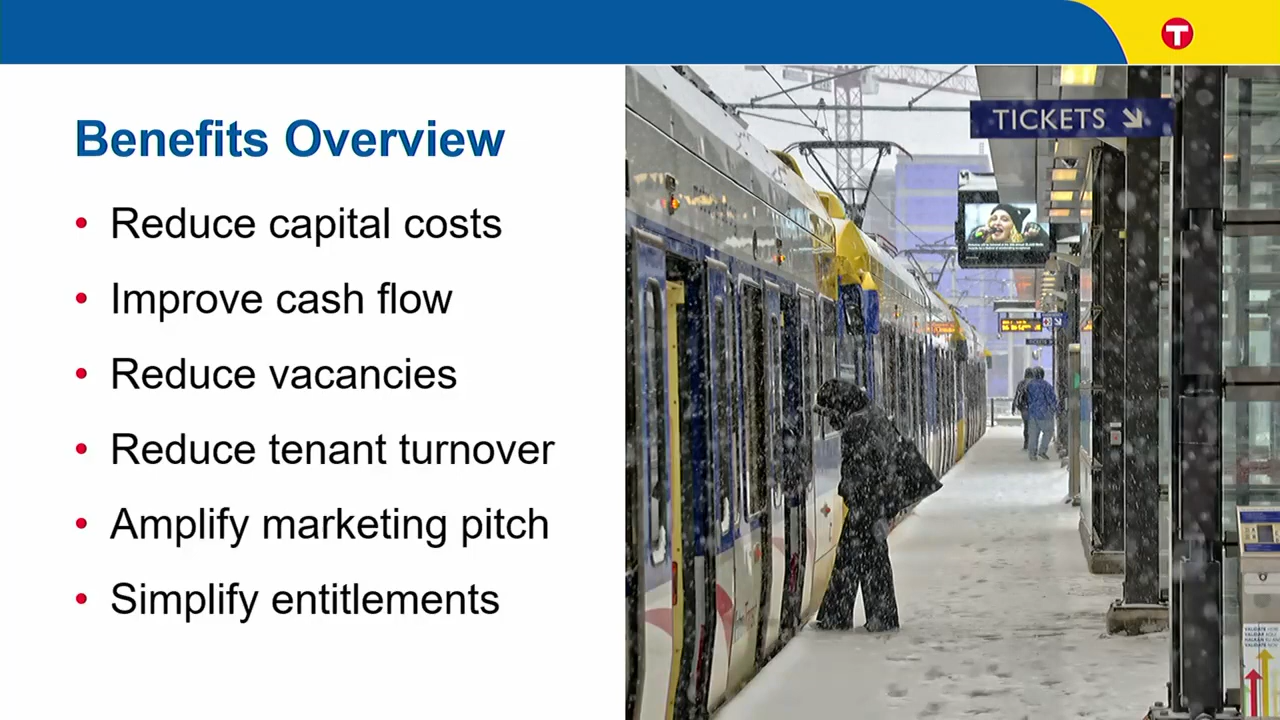 T
Benefits Overview
• Reduce capital costs
• Improve cash flow
• Reduce vacancies
• Reduce tenant turnover
• Amplify marketing pitch
• Simplify entitlements
TICKETS